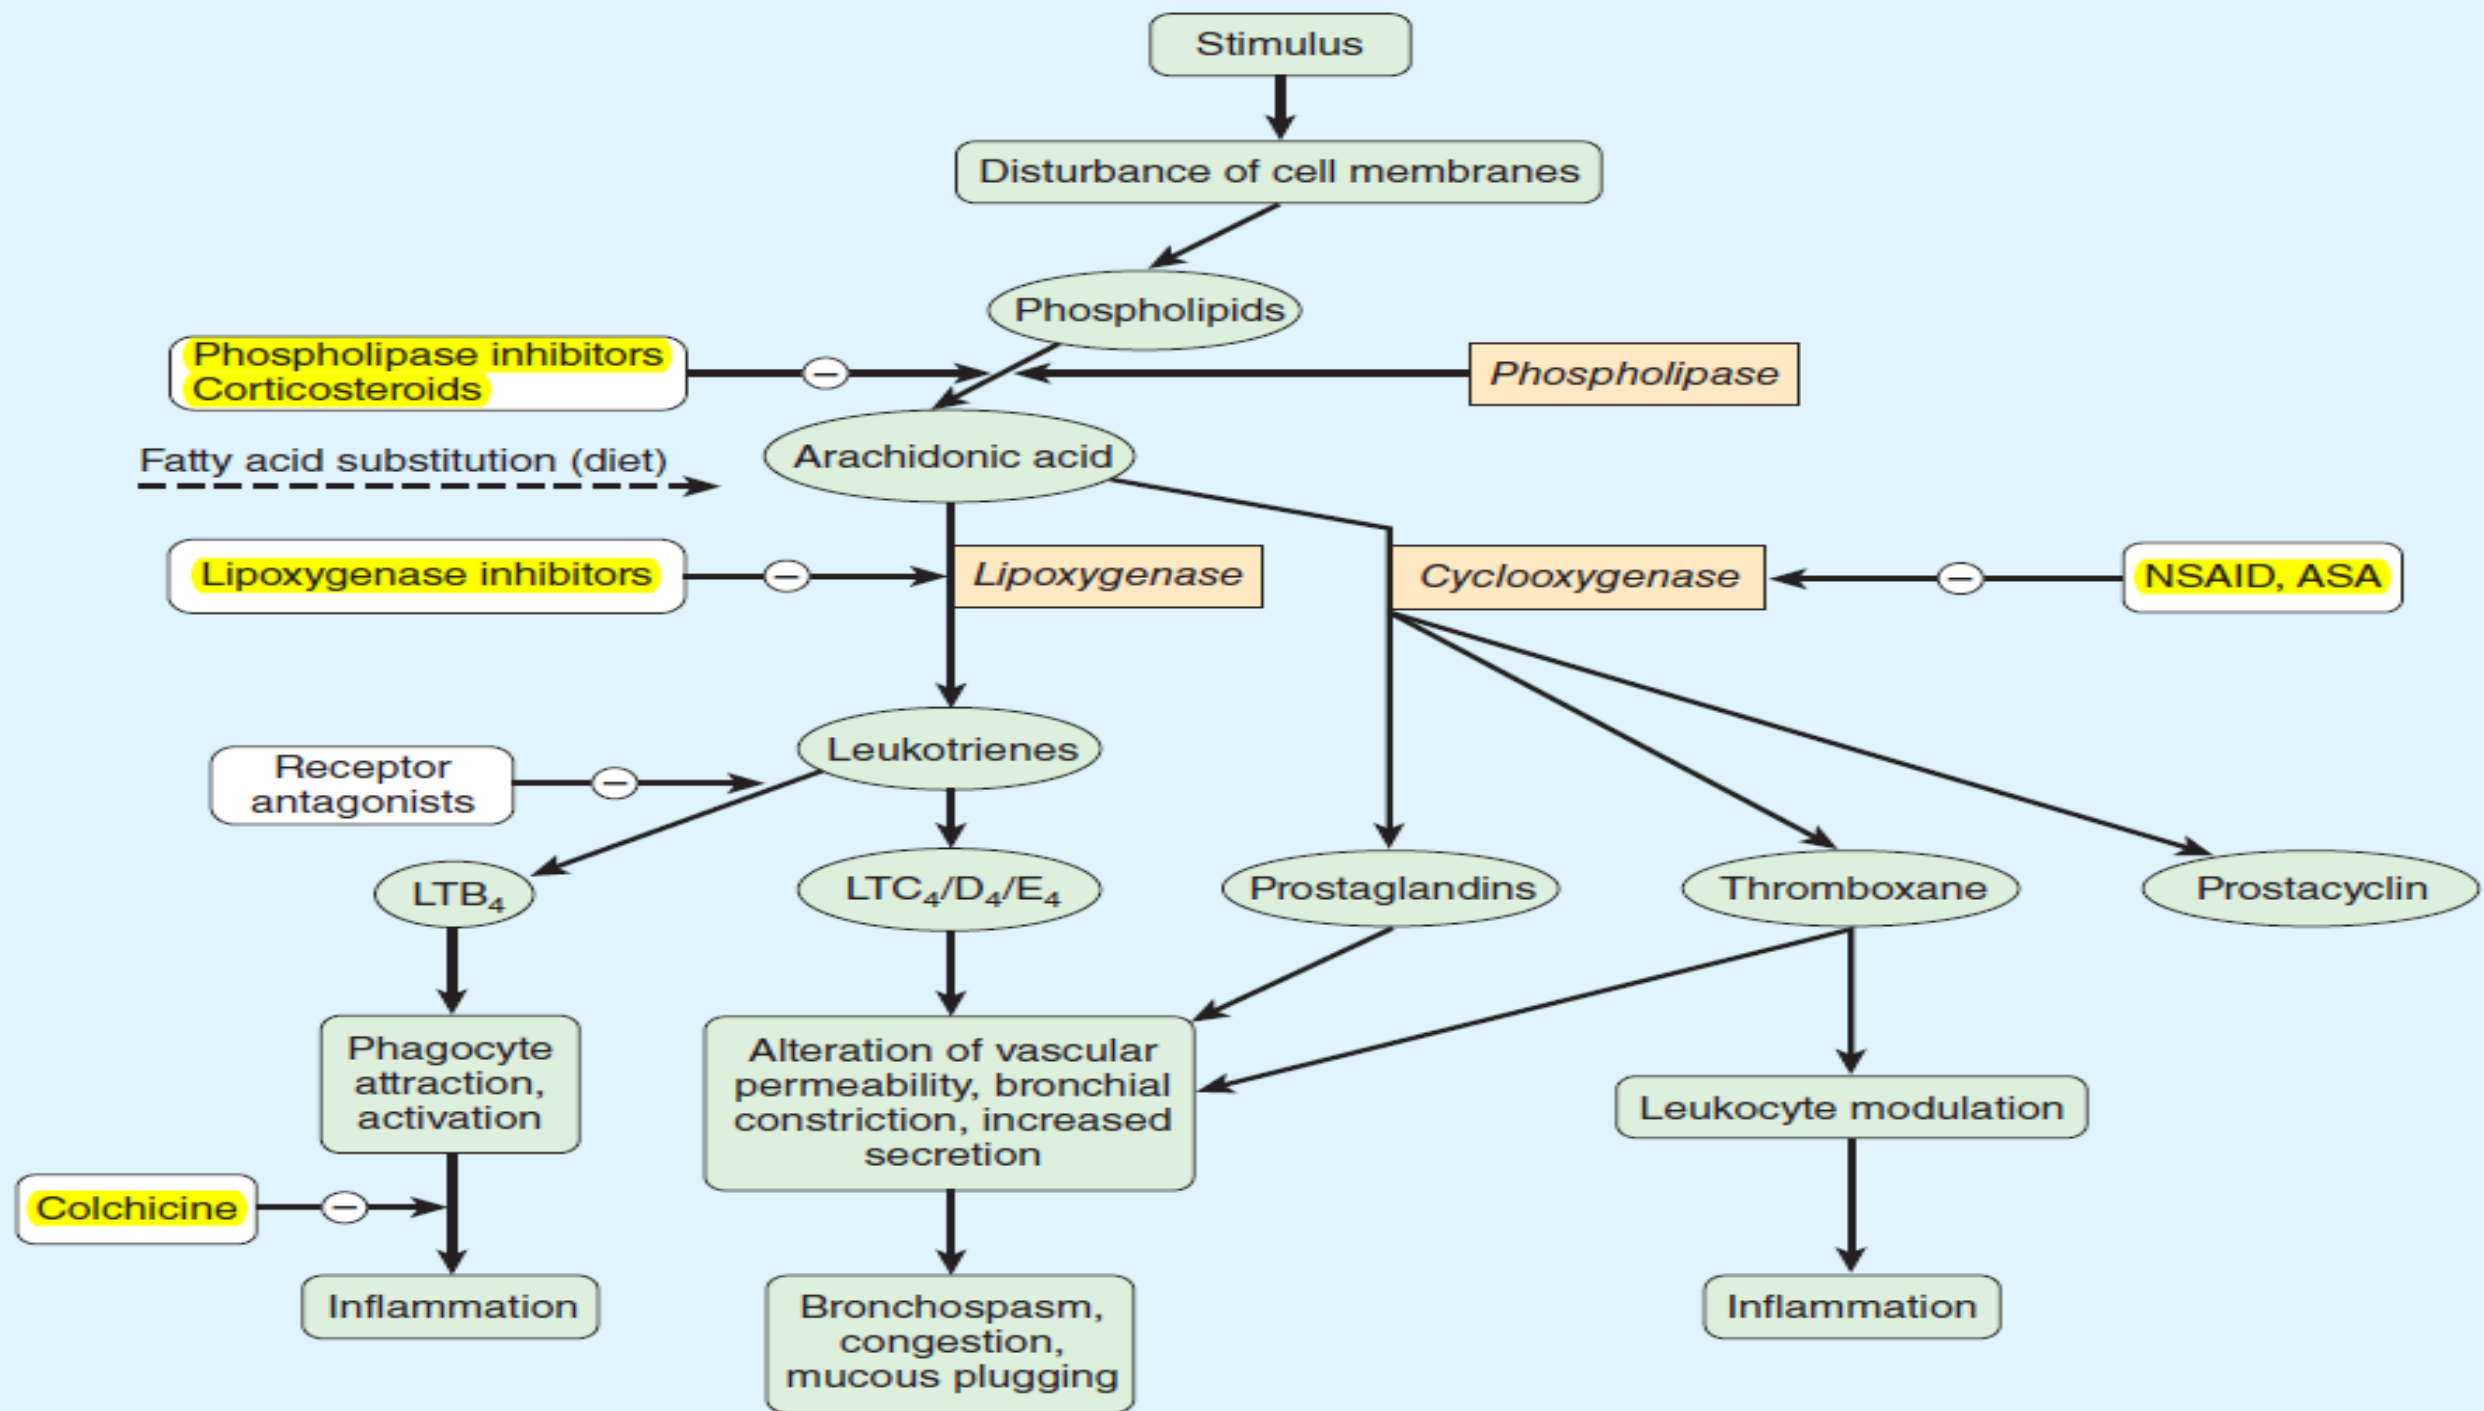 Stimulus
Disturbance of cell membranes
Phospholipids
Phospholipase inhibitors
Corticosteroids
–
Phospholipase
Arachidonic acid
Fatty acid substitution (diet)
Lipoxygenase inhibitors
–
Lipoxygenase
Cyclooxygenase
–
NSAID, ASA
Leukotrienes
Receptor
antagonists
–
LTB₄
LTC₄/D₄/E₄
Prostaglandins
Thromboxane
Prostacyclin
Phagocyte
attraction,
activation
Alteration of vascular
permeability, bronchial
constriction, increased
secretion
Leukocyte modulation
Colchicine
–
Inflammation
Bronchospasm,
congestion,
mucous plugging
Inflammation